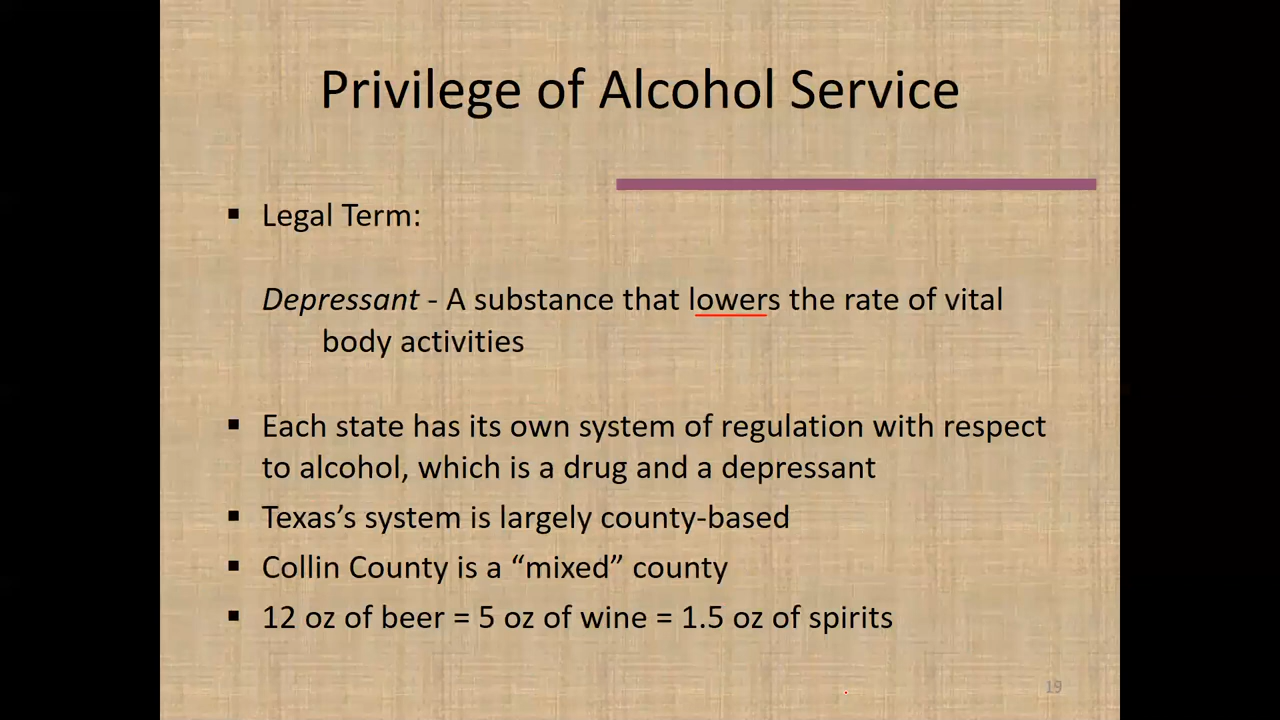 Privilege of Alcohol Service
▪ Legal Term:
Depressant - A substance that lowers the rate of vital
body activities
▪ Each state has its own system of regulation with respect
to alcohol, which is a drug and a depressant
▪ Texas’s system is largely county-based
▪ Collin County is a “mixed” county
▪ 12 oz of beer = 5 oz of wine = 1.5 oz of spirits
19